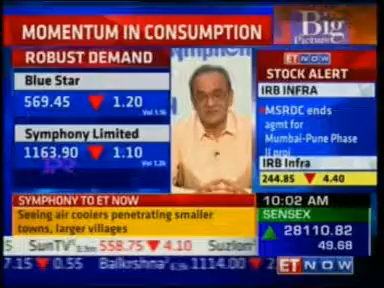 MOMENTUM IN CONSUMPTION
Big
Picture
ROBUST DEMAND
Blue Star
569.45 ▼ 1.20
Symphony Limited
1163.90 ▼ 1.10
ET NOW
STOCK ALERT
IRB INFRA
MSRDC ends
agmt for
Mumbai-Pune Phase
II proj
IRB Infra
244.85 ▼ 4.40
SYMPHONY TO ET NOW
Seeing air coolers penetrating smaller
towns, larger villages
10:02 AM
SENSEX
▲ 28110.82
49.68
SunTV 558.75 ▼ 4.10 Suzlon
7.15 ▼ 0.55 Balkrshna 1114.00 ▼
ET NOW